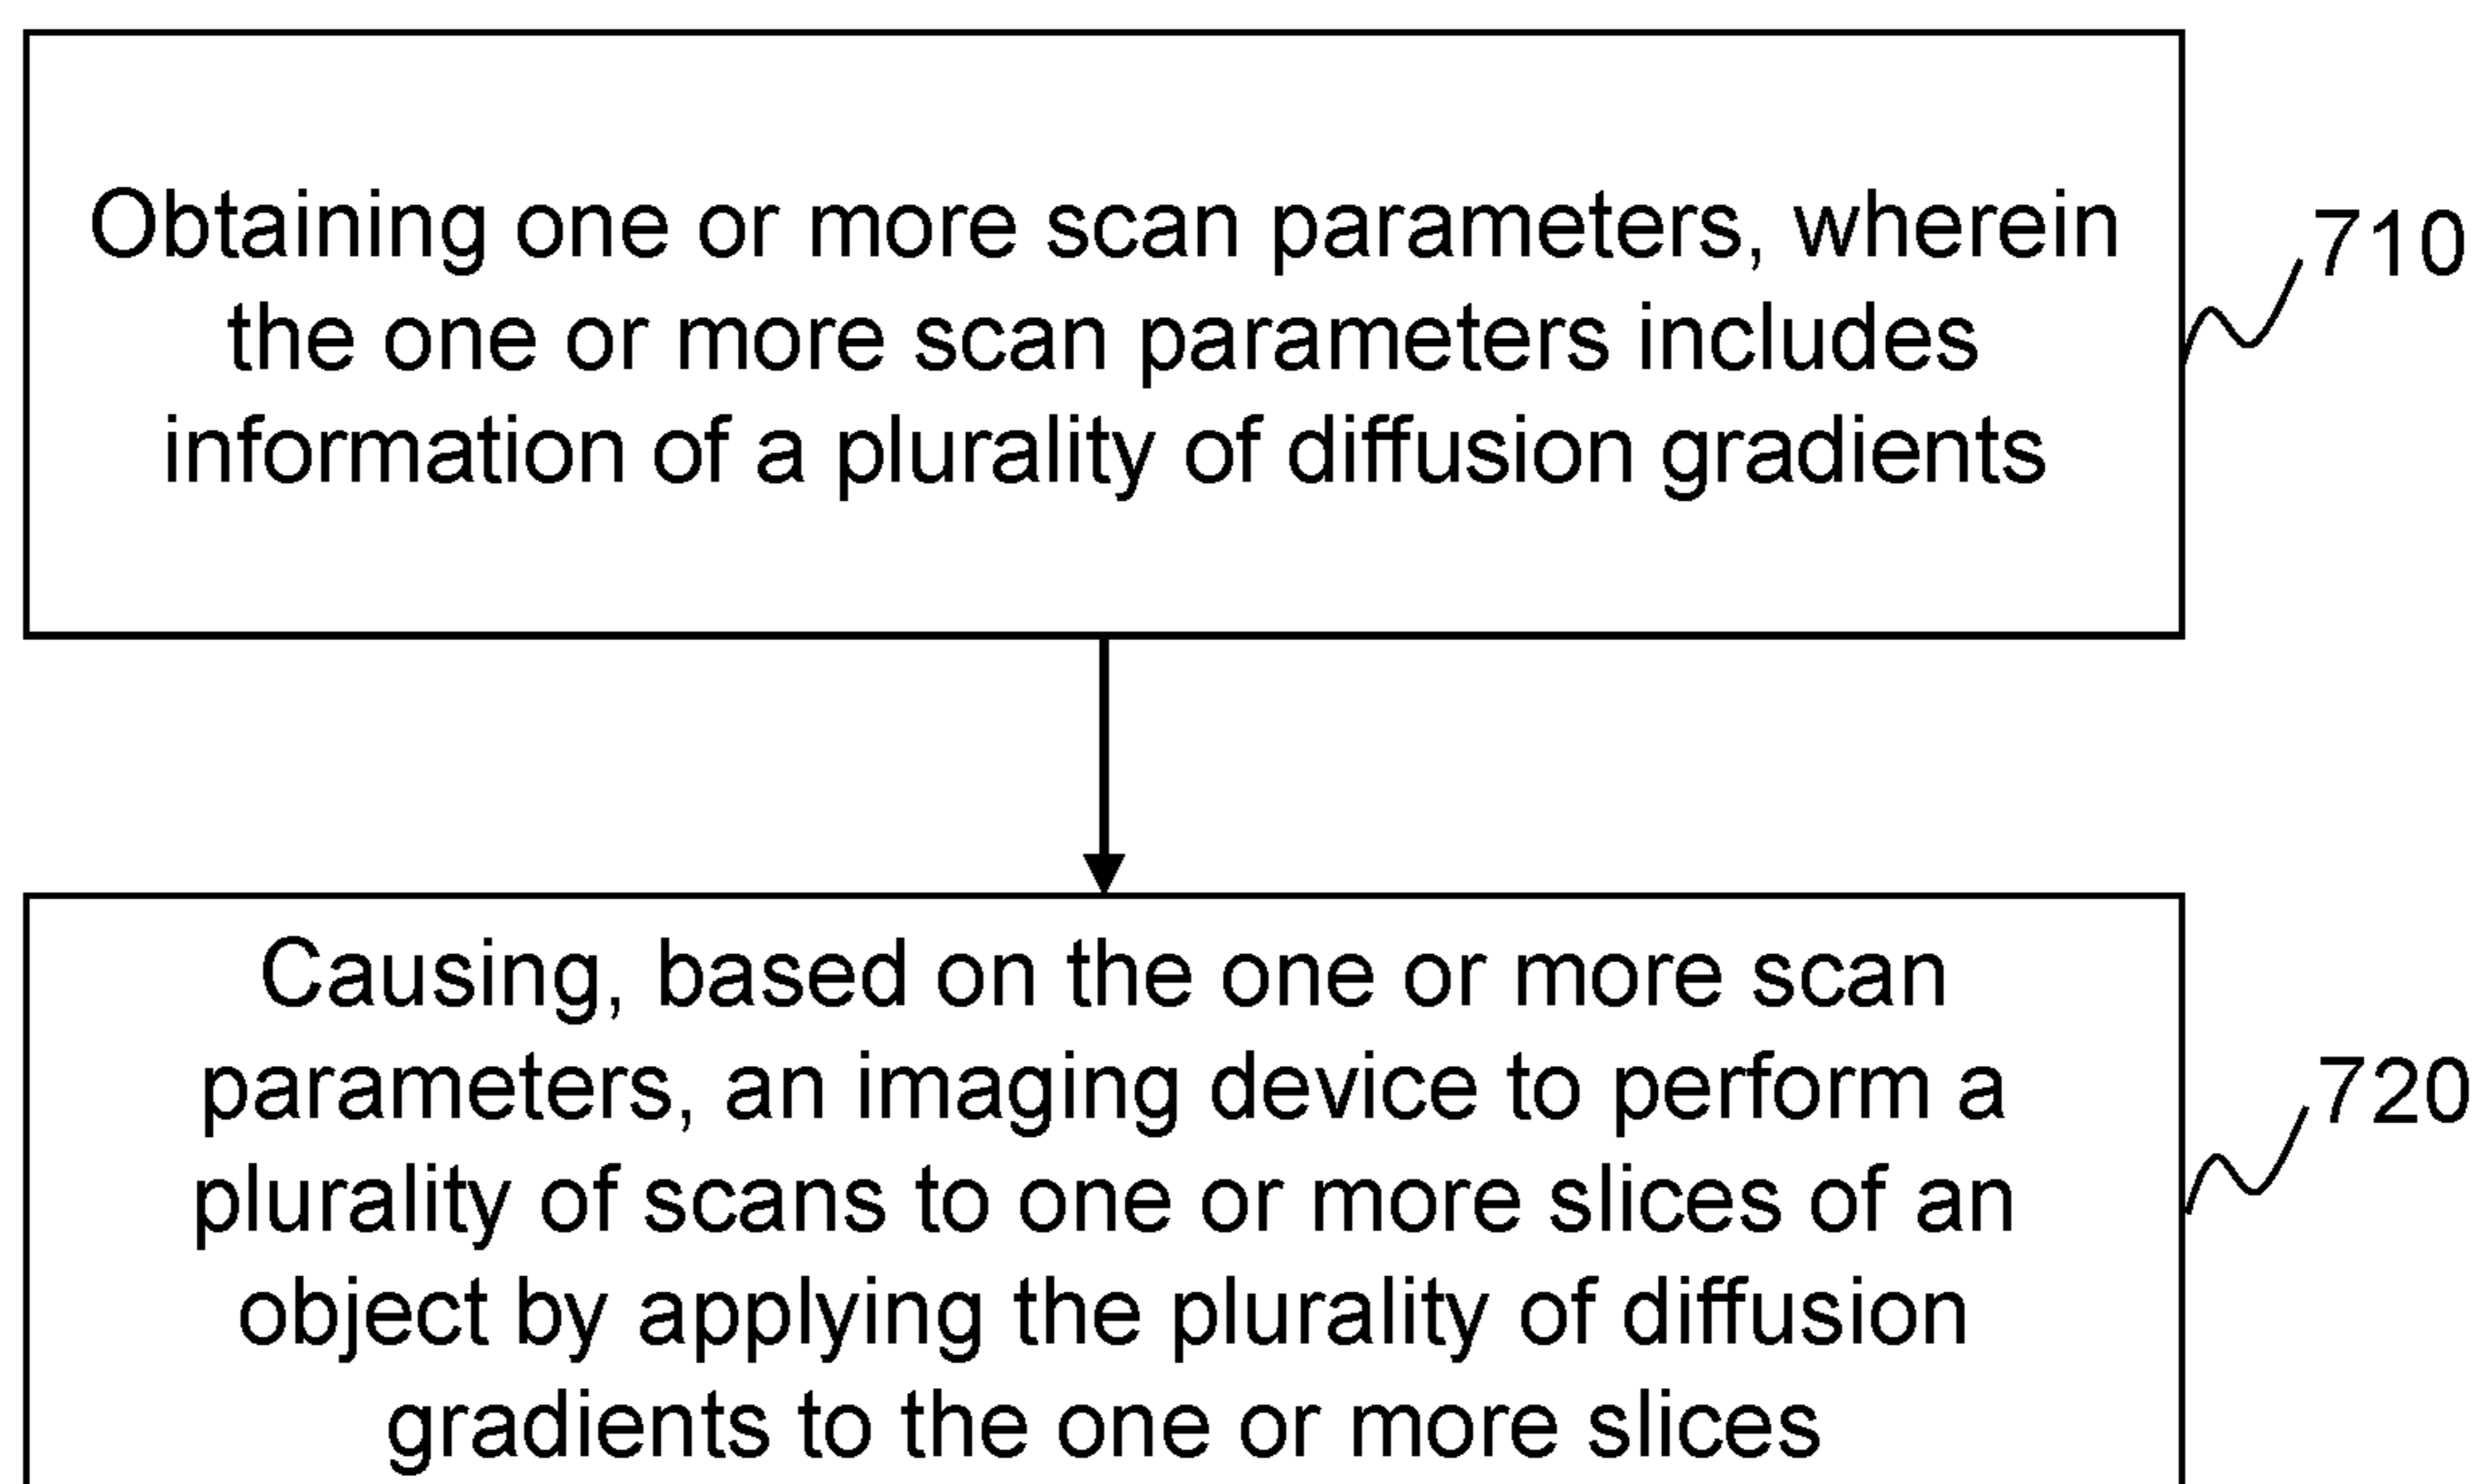 Obtaining one or more scan parameters, wherein
the one or more scan parameters includes
information of a plurality of diffusion gradients
710
Causing, based on the one or more scan
parameters, an imaging device to perform a
plurality of scans to one or more slices of an
object by applying the plurality of diffusion
gradients to the one or more slices
720